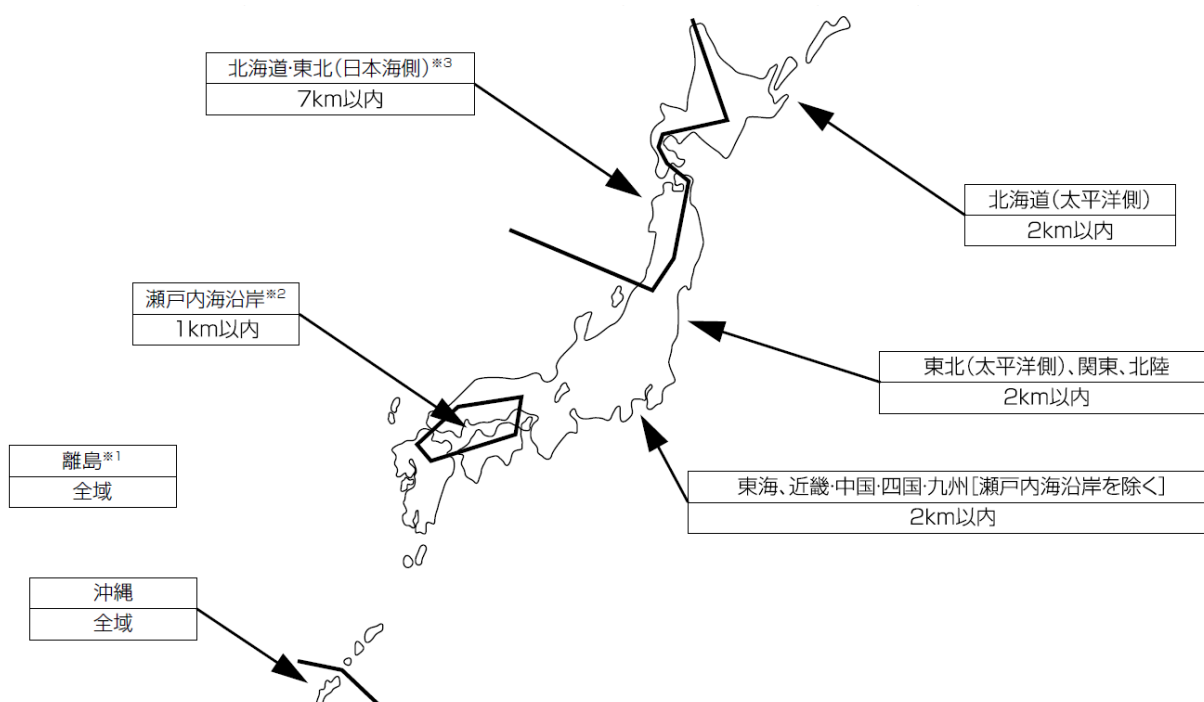 北海道・東北(日本海側)※3
7km以内
北海道(太平洋側)
2km以内
瀬戸内海沿岸※2
1km以内
東北(太平洋側)、関東、北陸
2km以内
離島※1
全域
東海、近畿・中国・四国・九州[瀬戸内海沿岸を除く]
2km以内
沖縄
全域